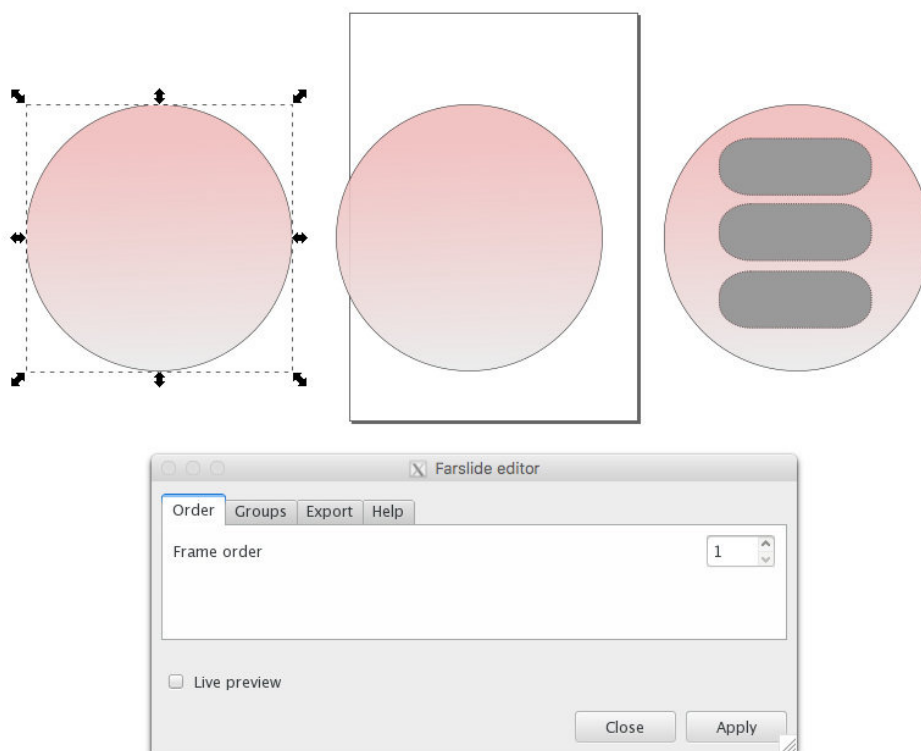 Farslide editor
Order Groups Export Help
Frame order 1
Live preview
Close Apply